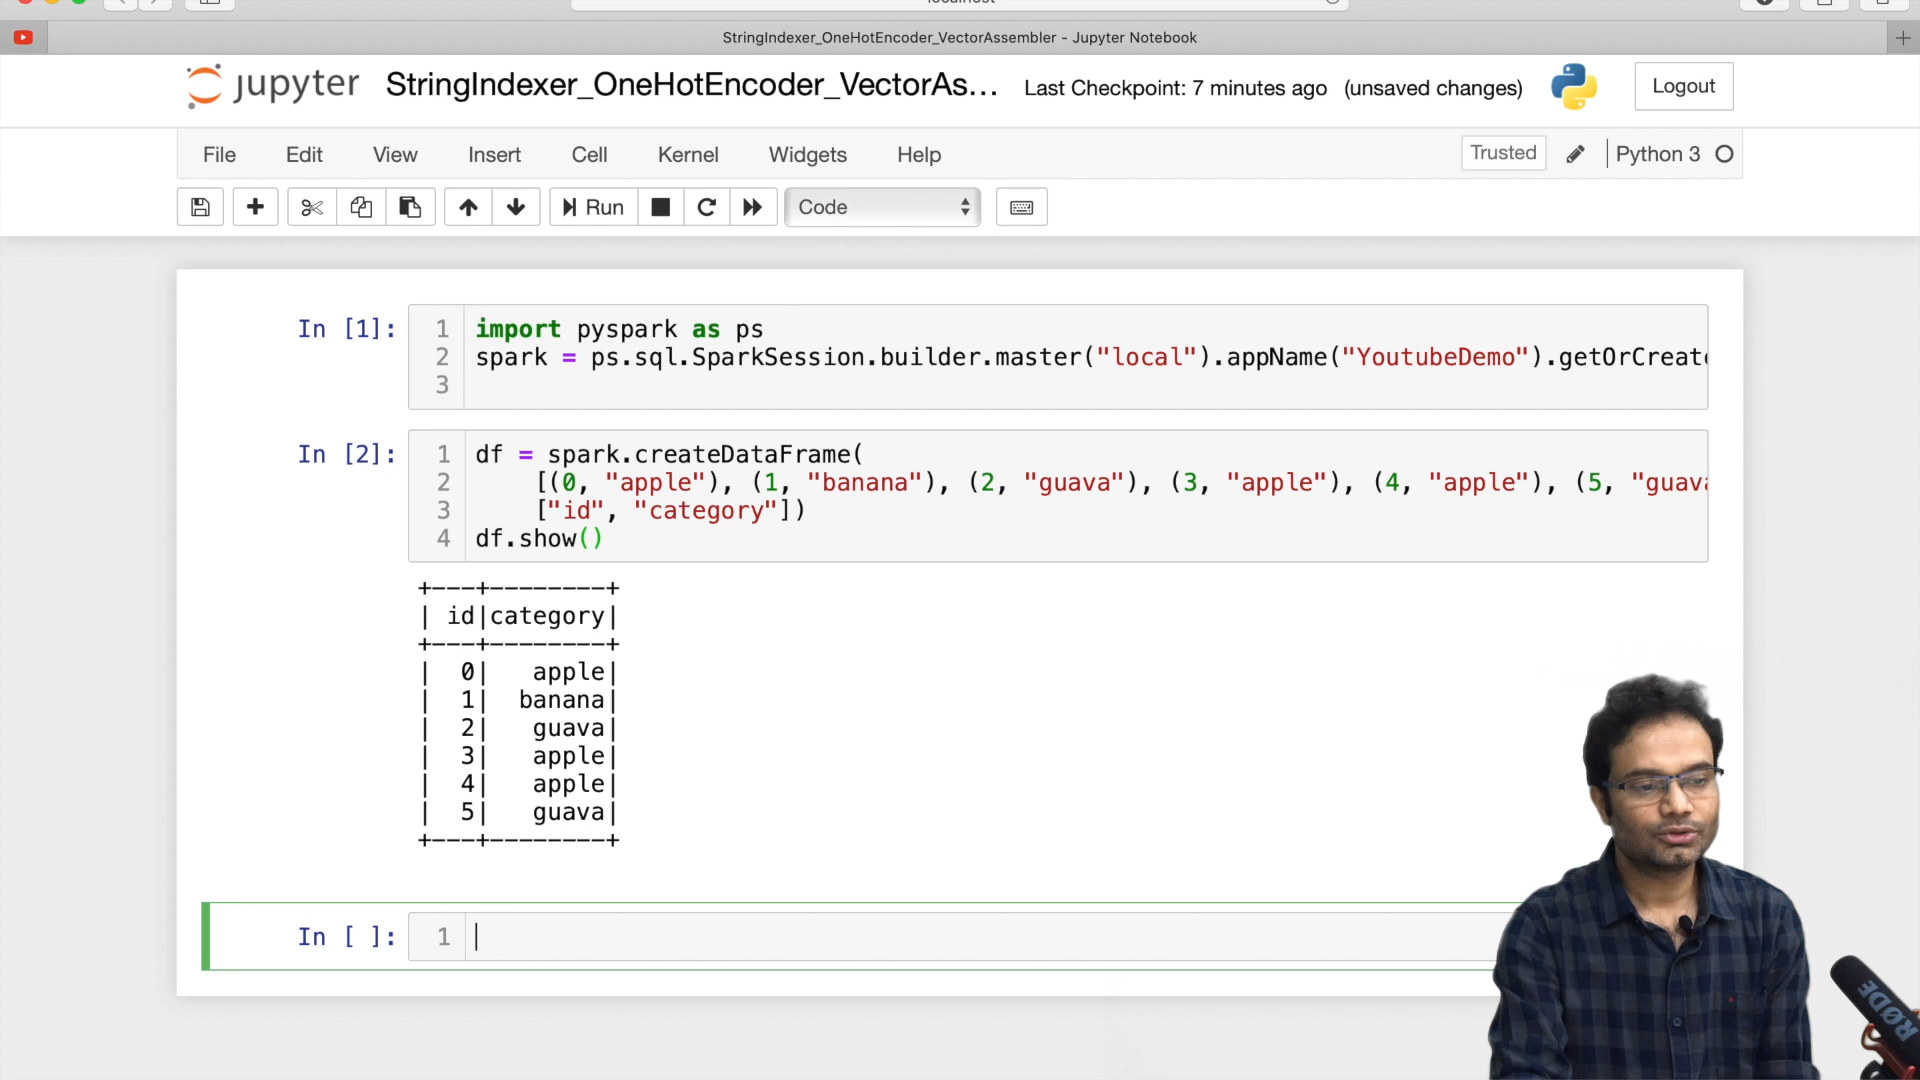 StringIndexer_OneHotEncoder_VectorAssembler - Jupyter Notebook
jupyter StringIndexer_OneHotEncoder_VectorAs... Last Checkpoint: 7 minutes ago (unsaved changes) Logout
File Edit View Insert Cell Kernel Widgets Help Trusted Python 3
Run Code
In [1]: 1 import pyspark as ps
2 spark = ps.sql.SparkSession.builder.master("local").appName("YoutubeDemo").getOrCreate
3
In [2]: 1 df = spark.createDataFrame(
2 [(0, "apple"), (1, "banana"), (2, "guava"), (3, "apple"), (4, "apple"), (5, "guava
3 ["id", "category"])
4 df.show()
+---+--------+
| id|category|
+---+--------+
| 0| apple|
| 1| banana|
| 2| guava|
| 3| apple|
| 4| apple|
| 5| guava|
+---+--------+
In [ ]: 1
RØDE